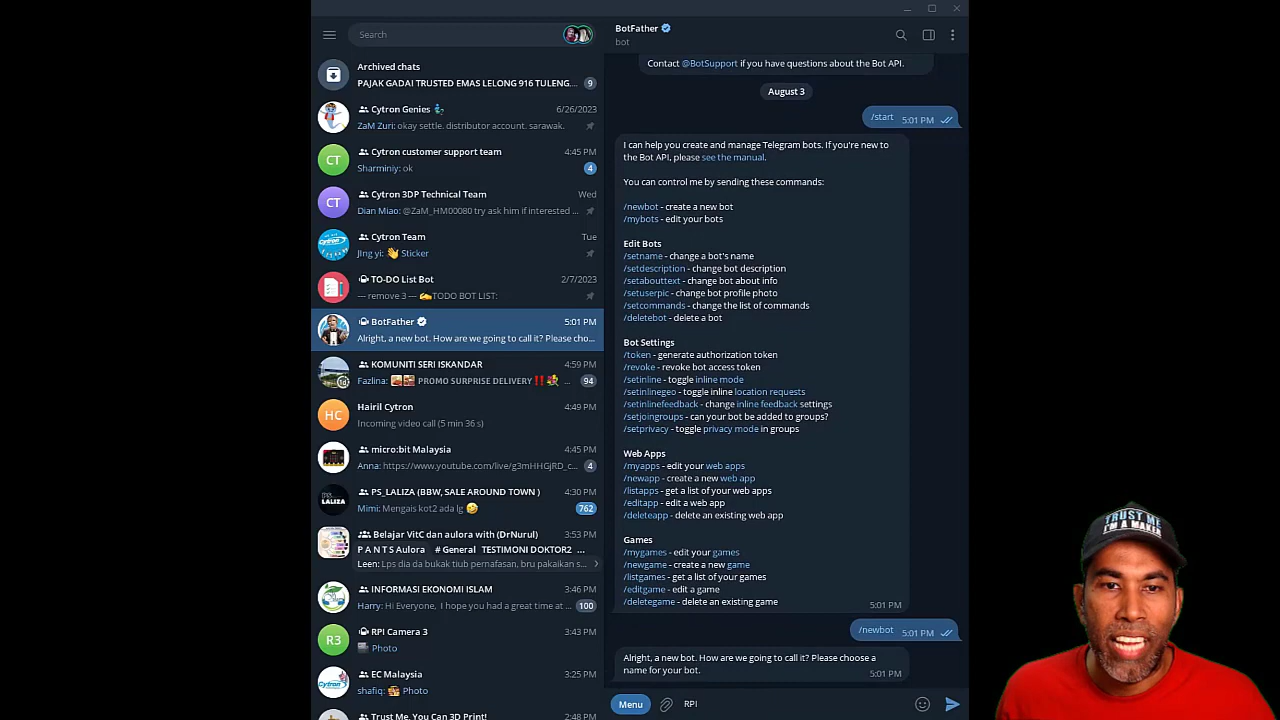 Search
Archived chats
PAJAK GADAI TRUSTED EMAS LELONG 916 TULENG... 9
Cytron Genies 6/26/2023
ZaM Zuri: okay settle. distributor account. sarawak.
CT Cytron customer support team 4:45 PM
Sharminiy: ok 4
CT Cytron 3DP Technical Team Wed
Dian Miao: @ZaM_HM00080 try ask him if interested ...
Cytron Team Tue
JIng yi: 👋 Sticker
TO-DO List Bot 2/7/2023
--- remove 3 --- ✍TODO BOT LIST:
BotFather 5:01 PM
Alright, a new bot. How are we going to call it? Please cho...
KOMUNITI SERI ISKANDAR 4:59 PM
Fazlina: PROMO SURPRISE DELIVERY ‼ ... 94
HC Hairil Cytron 4:49 PM
Incoming video call (5 min 36 s)
micro:bit Malaysia 4:45 PM
Anna: https://www.youtube.com/live/g3mHHGjRD_c... 4
PS_LALIZA (BBW, SALE AROUND TOWN ) 4:30 PM
Mimi: Mengais kot2 ada lg 🤣 762
Belajar VitC dan aulora with (DrNurul) 3:53 PM
P A N T S Aulora # General TESTIMONI DOKTOR2 ...
Leen: Lps dia da bukak tiub pernafasan, bru pakaikan s...
INFORMASI EKONOMI ISLAM 3:46 PM
Harry: Hi Everyone, I hope you had a great time at ... 100
R3 RPI Camera 3 3:43 PM
Photo
EC Malaysia 3:25 PM
shafiq: Photo
Trust Me, You Can 3D Print! 2:48 PM
BotFather
bot
Contact @BotSupport if you have questions about the Bot API.
August 3
/start 5:01 PM
I can help you create and manage Telegram bots. If you're new to
the Bot API, please see the manual.
You can control me by sending these commands:
/newbot - create a new bot
/mybots - edit your bots
Edit Bots
/setname - change a bot's name
/setdescription - change bot description
/setabouttext - change bot about info
/setuserpic - change bot profile photo
/setcommands - change the list of commands
/deletebot - delete a bot
Bot Settings
/token - generate authorization token
/revoke - revoke bot access token
/setinline - toggle inline mode
/setinlinegeo - toggle inline location requests
/setinlinefeedback - change inline feedback settings
/setjoingroups - can your bot be added to groups?
/setprivacy - toggle privacy mode in groups
Web Apps
/myapps - edit your web apps
/newapp - create a new web app
/listapps - get a list of your web apps
/editapp - edit a web app
/deleteapp - delete an existing web app
Games
/mygames - edit your games
/newgame - create a new game
/listgames - get a list of your games
/editgame - edit a game
/deletegame - delete an existing game
5:01 PM
/newbot 5:01 PM
Alright, a new bot. How are we going to call it? Please choose a
name for your bot.
5:01 PM
Menu RPI
TRUST ME
I'M A MAKER